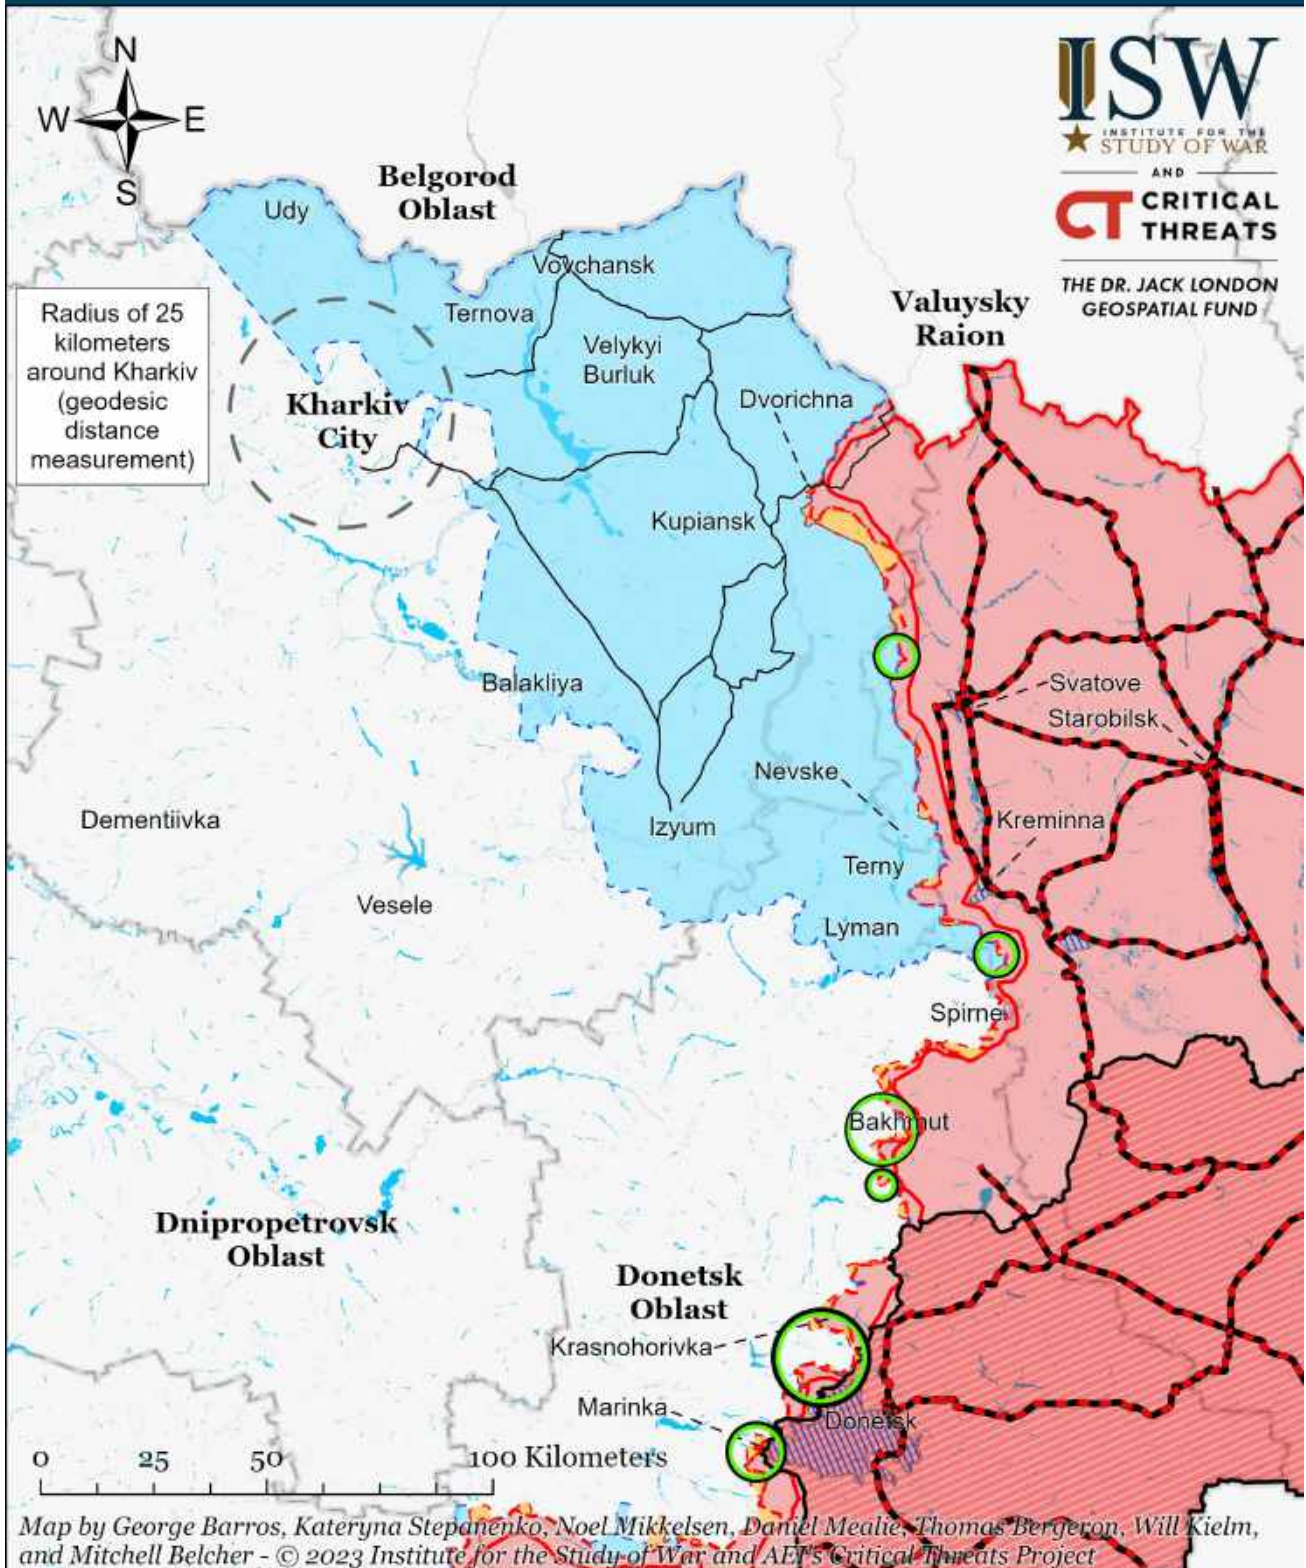 N
W E
S
ISW
INSTITUTE FOR THE
STUDY OF WAR
AND
CT CRITICAL
THREATS
THE DR. JACK LONDON
GEOSPATIAL FUND
Belgorod
Oblast
Udy
Vovchansk
Ternova
Valuysky
Raion
Radius of 25
kilometers
around Kharkiv
(geodesic
distance
measurement)
Velykyi
Burluk
Kharkiv
City
Dvorichna
Kupiansk
Balakliya
Svatove
Starobilsk
Nevske
Dementiivka
Izyum
Kreminna
Terny
Vesele
Lyman
Spirne
Bakhmut
Dnipropetrovsk
Oblast
Donetsk
Oblast
Krasnohorivka
Marinka
Donetsk
0 25 50 100 Kilometers
Map by George Barros, Kateryna Stepanenko, Noel Mikkelsen, Daniel Mealie, Thomas Bergeron, Will Kielm,
and Mitchell Belcher - © 2023 Institute for the Study of War and AEI's Critical Threats Project